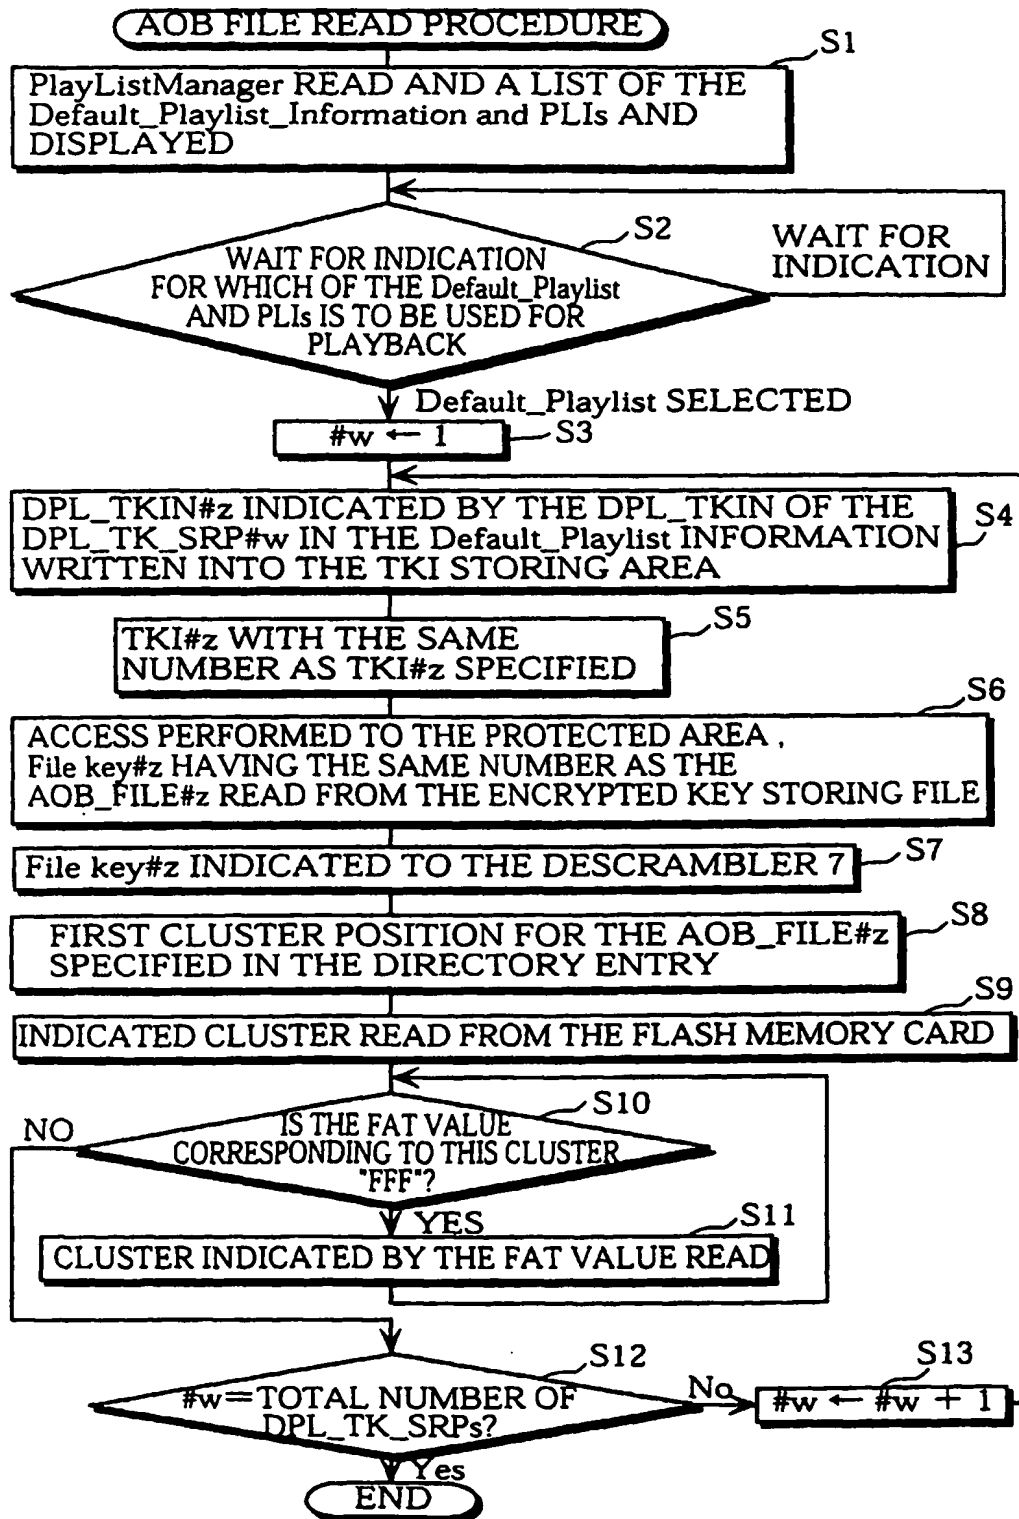 AOB FILE READ PROCEDURE
S1
PlayListManager READ AND A LIST OF THE
Default_Playlist_Information and PLIs AND
DISPLAYED
S2
WAIT FOR INDICATION
FOR WHICH OF THE Default_Playlist
AND PLIs IS TO BE USED FOR
PLAYBACK
WAIT FOR
INDICATION
Default_Playlist SELECTED
#w ← 1
S3
DPL_TKIN#z INDICATED BY THE DPL_TKIN OF THE
DPL_TK_SRP#w IN THE Default_Playlist INFORMATION
WRITTEN INTO THE TKI STORING AREA
S4
S5
TKI#z WITH THE SAME
NUMBER AS TKI#z SPECIFIED
S6
ACCESS PERFORMED TO THE PROTECTED AREA ,
File key#z HAVING THE SAME NUMBER AS THE
AOB_FILE#z READ FROM THE ENCRYPTED KEY STORING FILE
File key#z INDICATED TO THE DESCRAMBLER 7
S7
FIRST CLUSTER POSITION FOR THE AOB_FILE#z
SPECIFIED IN THE DIRECTORY ENTRY
S8
S9
INDICATED CLUSTER READ FROM THE FLASH MEMORY CARD
S10
IS THE FAT VALUE
CORRESPONDING TO THIS CLUSTER
"FFF"?
NO
YES
S11
CLUSTER INDICATED BY THE FAT VALUE READ
S12
#w=TOTAL NUMBER OF
DPL_TK_SRPs?
No
S13
#w ← #w + 1
Yes
END